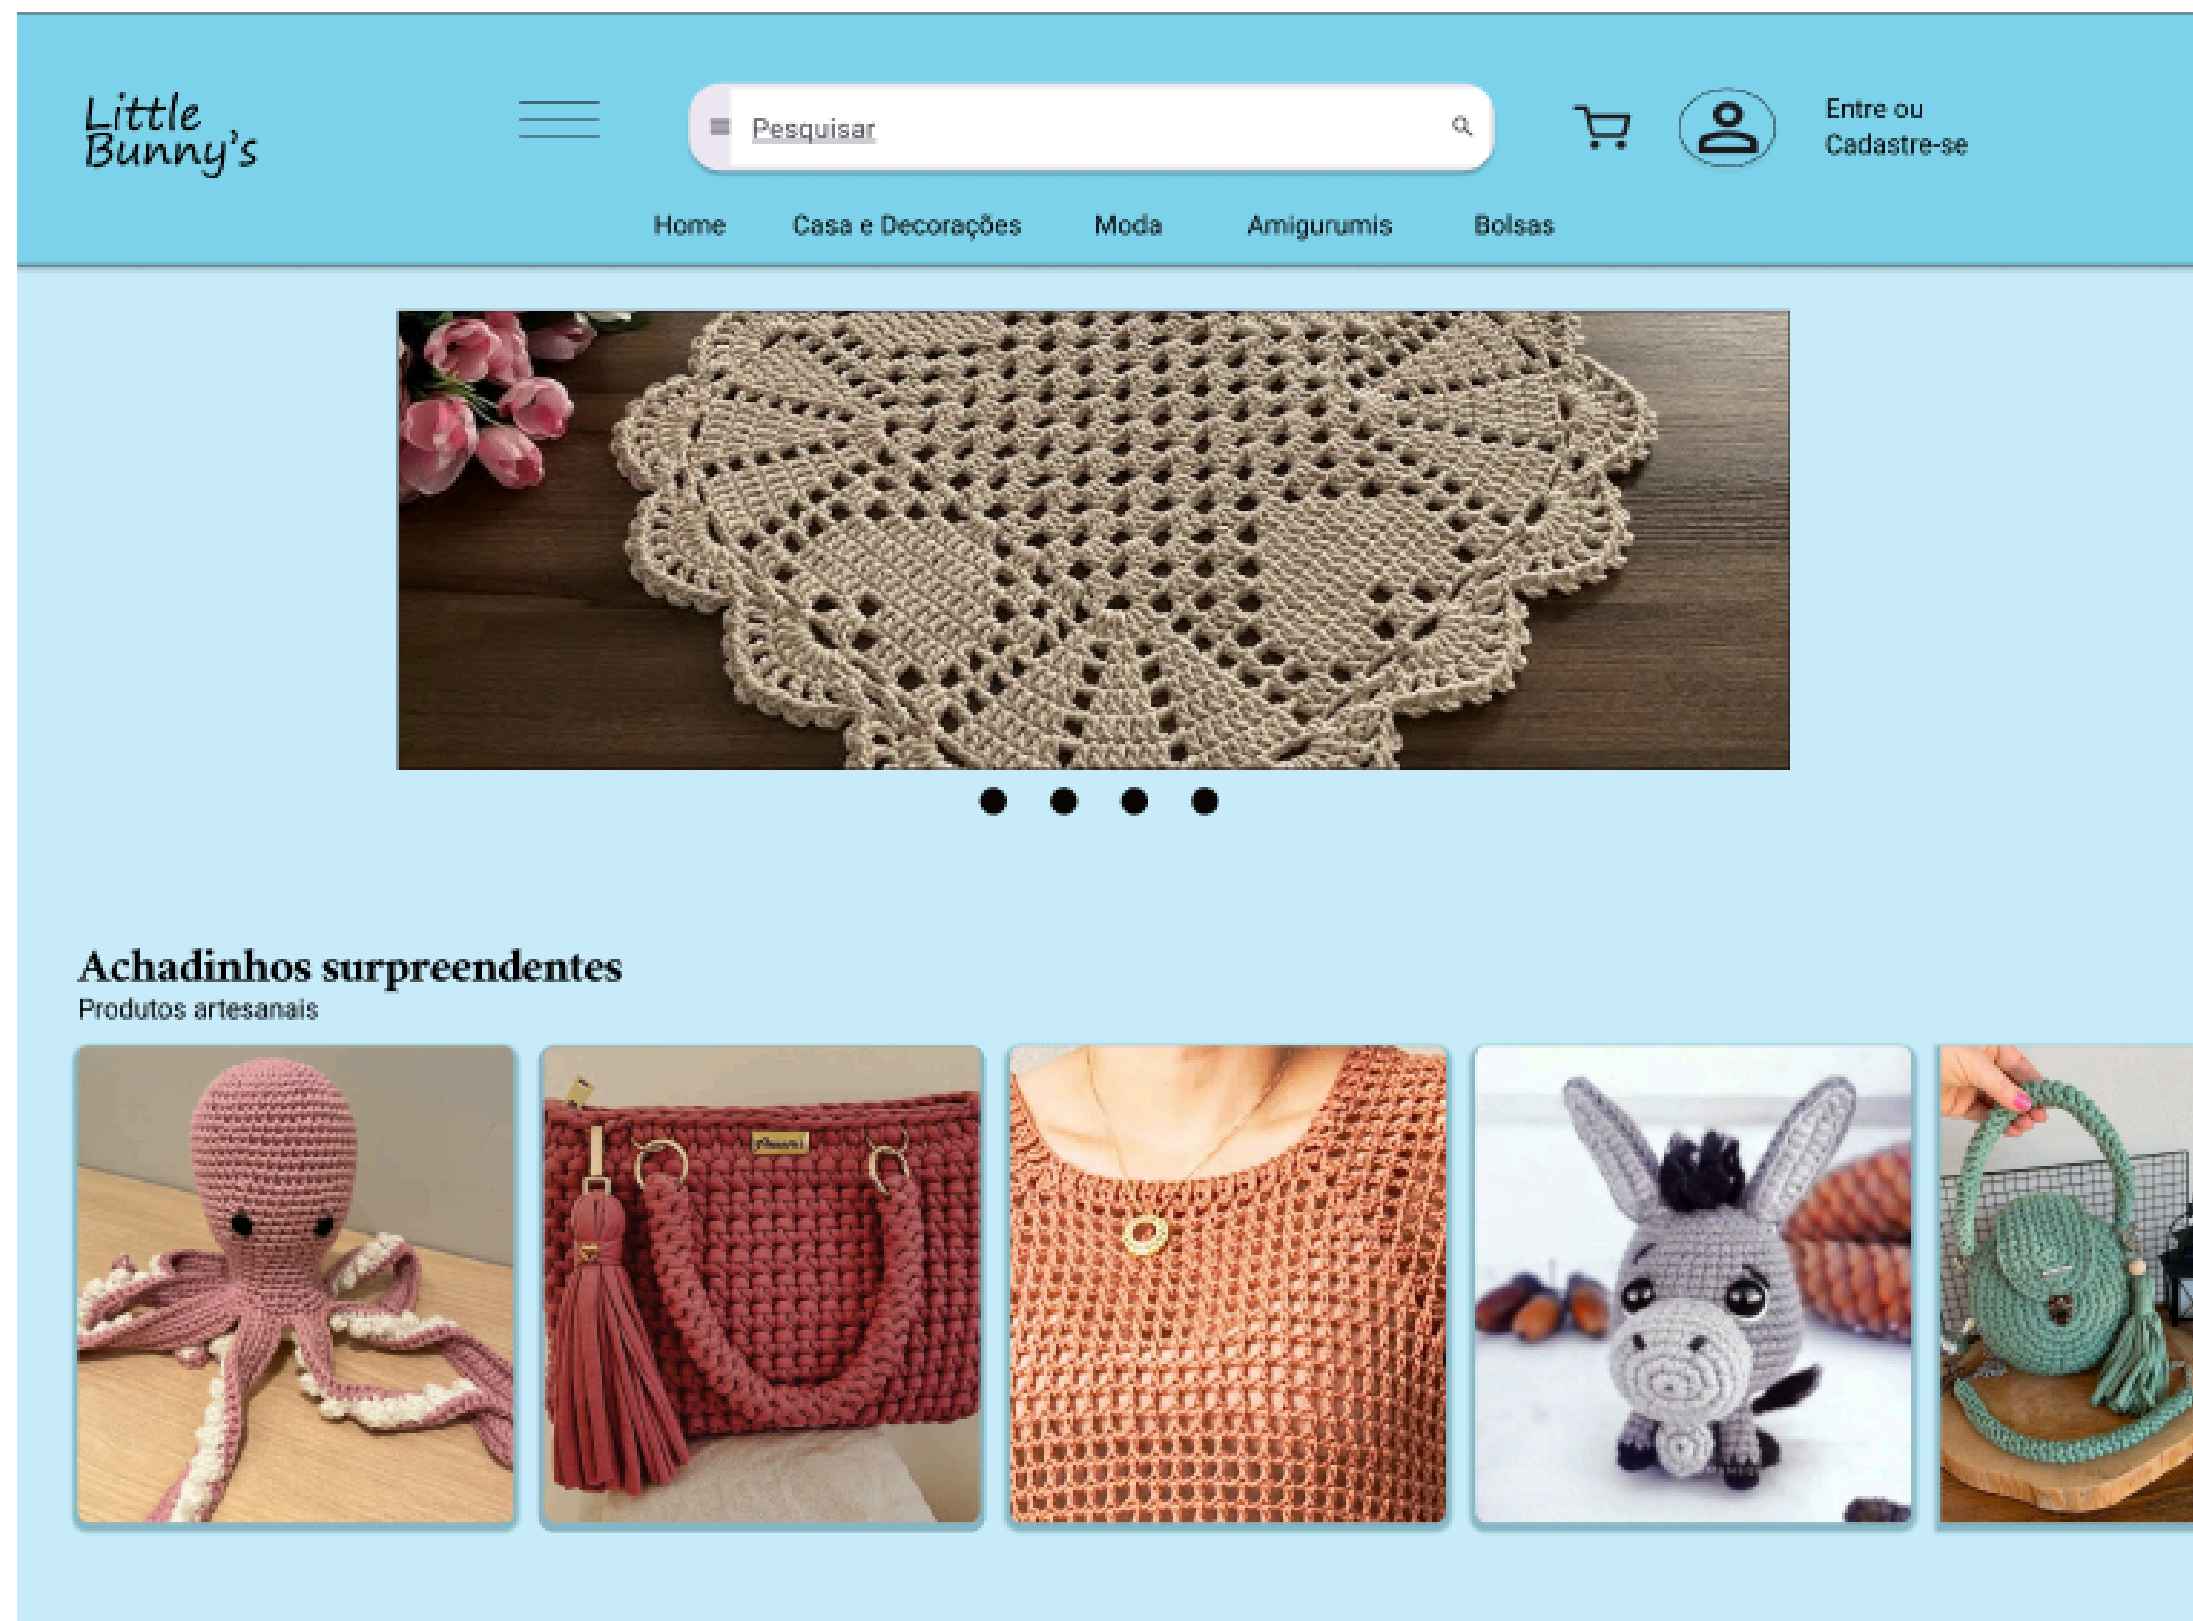 Little
Bunny's
Pesquisar
Entre ou
Cadastre-se
Home Casa e Decorações Moda Amigurumis Bolsas
Achadinhos surpreendentes
Produtos artesanais